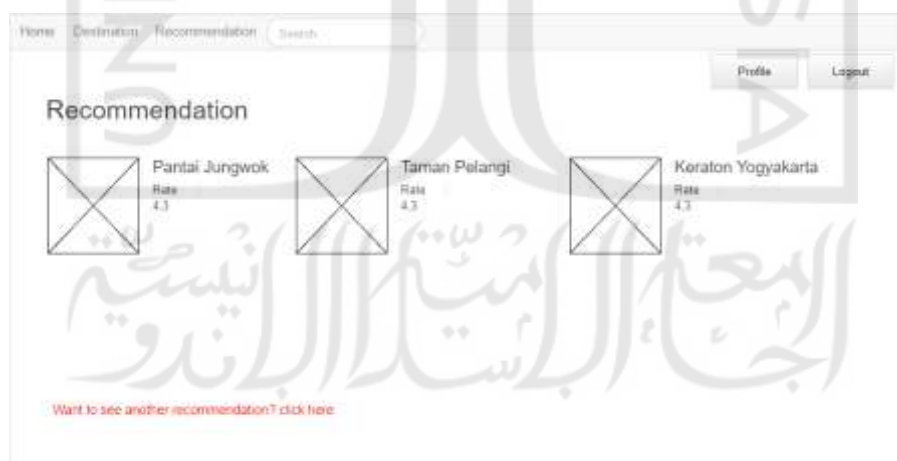 Home Destination Recommendation Search
Profile Logout
Recommendation
Pantai Jungwok Taman Pelangi Keraton Yogyakarta
Rate Rate Rate
4.3 4.3 4.3
Want to see another recommendation? click here